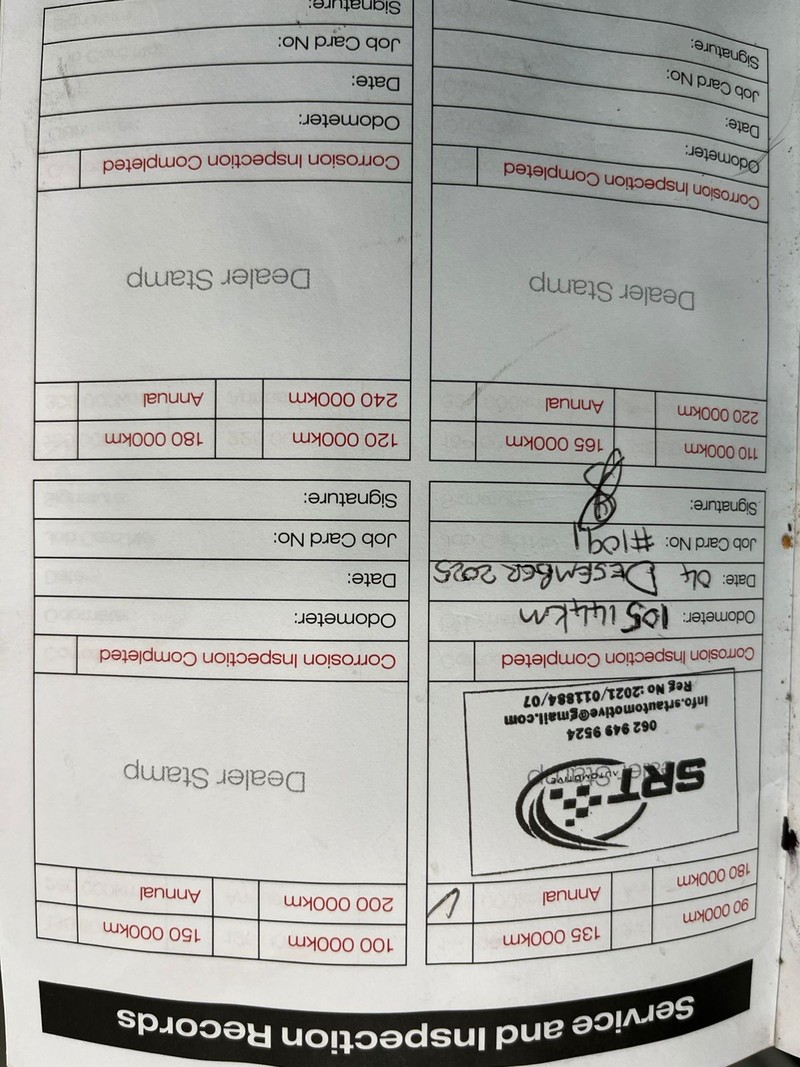 Service and Inspection Records
90 000km 135 000km
180 000km Annual
SRT
AUTOMOTIVE
Dealer Stamp
062 949 9524
info.srtautomotive@gmail.com
Reg No :2021/011884/07
Corrosion Inspection Completed
Odometer: 105144km
Date: 04 DESEMBER 2025
Job Card No: #1091
Signature:
100 000km 150 000km
200 000km Annual
Dealer Stamp
Corrosion Inspection Completed
Odometer:
Date:
Job Card No:
Signature:
110 000km 165 000km
220 000km Annual
Dealer Stamp
Corrosion Inspection Completed
Odometer:
Date:
Job Card No:
Signature:
120 000km 180 000km
240 000km Annual
Dealer Stamp
Corrosion Inspection Completed
Odometer:
Date:
Job Card No:
Signature: